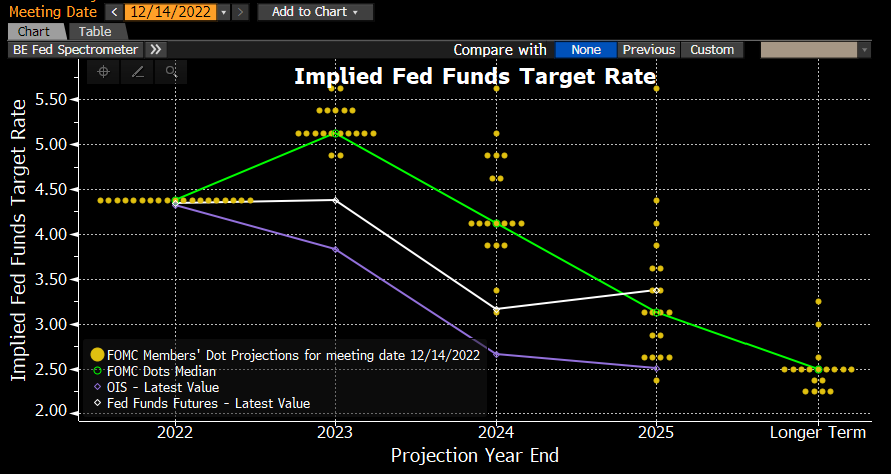 Meeting Date < 12/14/2022 > Add to Chart
Chart Table
BE Fed Spectrometer >> Compare with None Previous Custom
Implied Fed Funds Target Rate
Implied Fed Funds Target Rate
5.50
5.00
4.50
4.00
3.50
3.00
2.50
2.00
FOMC Members' Dot Projections for meeting date 12/14/2022
FOMC Dots Median
OIS - Latest Value
Fed Funds Futures - Latest Value
2022 2023 2024 2025 Longer Term
Projection Year End